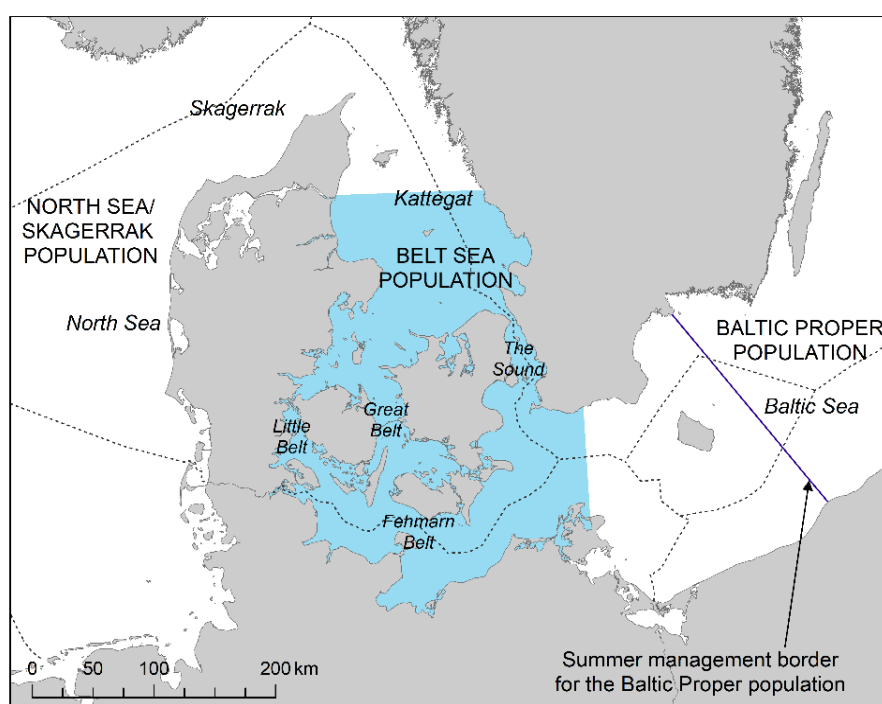 Skagerrak
Kattegat
NORTH SEA/
SKAGERRAK
POPULATION
BELT SEA
POPULATION
North Sea
The
Sound
BALTIC PROPER
POPULATION
Baltic Sea
Little
Belt
Great
Belt
Fehmarn
Belt
0 50 100 200 km
Summer management border
for the Baltic Proper population